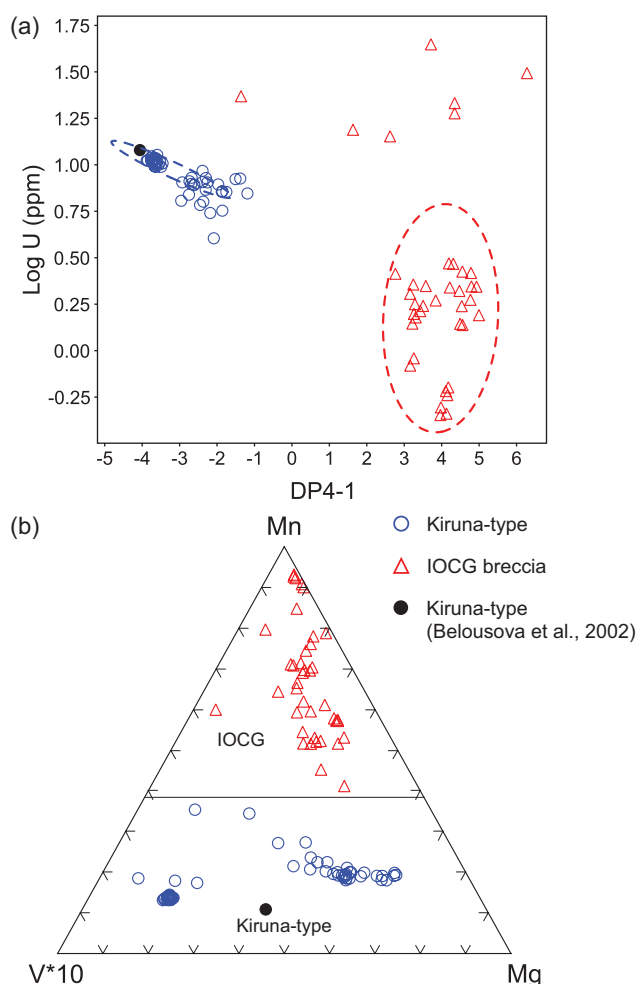 (a)
1.75
1.50
1.25
1.00
0.75
0.50
0.25
0.00
-0.25
Log U (ppm)
-5 -4 -3 -2 -1 0 1 2 3 4 5 6
DP4-1
(b)
Mn
Kiruna-type
IOCG breccia
Kiruna-type
(Belousova et al., 2002)
IOCG
Kiruna-type
V*10
Mg